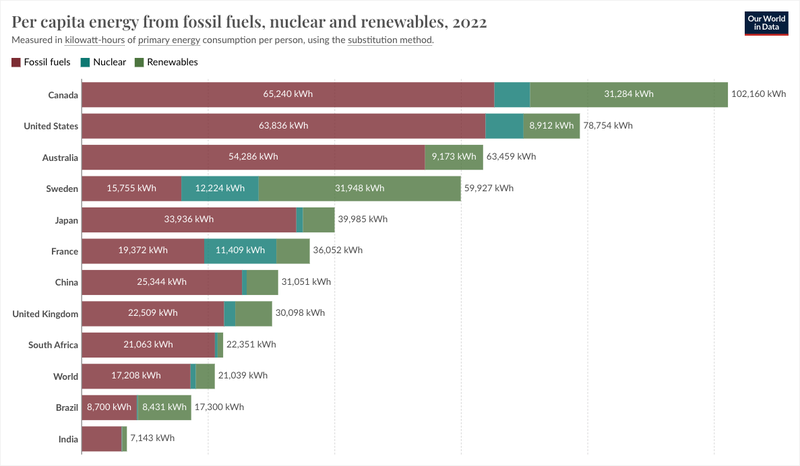 Per capita energy from fossil fuels, nuclear and renewables, 2022
Our World
in Data
Measured in kilowatt-hours of primary energy consumption per person, using the substitution method.
Fossil fuels Nuclear Renewables
Canada 65,240 kWh 31,284 kWh 102,160 kWh
United States 63,836 kWh 8,912 kWh 78,754 kWh
Australia 54,286 kWh 9,173 kWh 63,459 kWh
Sweden 15,755 kWh 12,224 kWh 31,948 kWh 59,927 kWh
Japan 33,936 kWh 39,985 kWh
France 19,372 kWh 11,409 kWh 36,052 kWh
China 25,344 kWh 31,051 kWh
United Kingdom 22,509 kWh 30,098 kWh
South Africa 21,063 kWh 22,351 kWh
World 17,208 kWh 21,039 kWh
Brazil 8,700 kWh 8,431 kWh 17,300 kWh
India 7,143 kWh